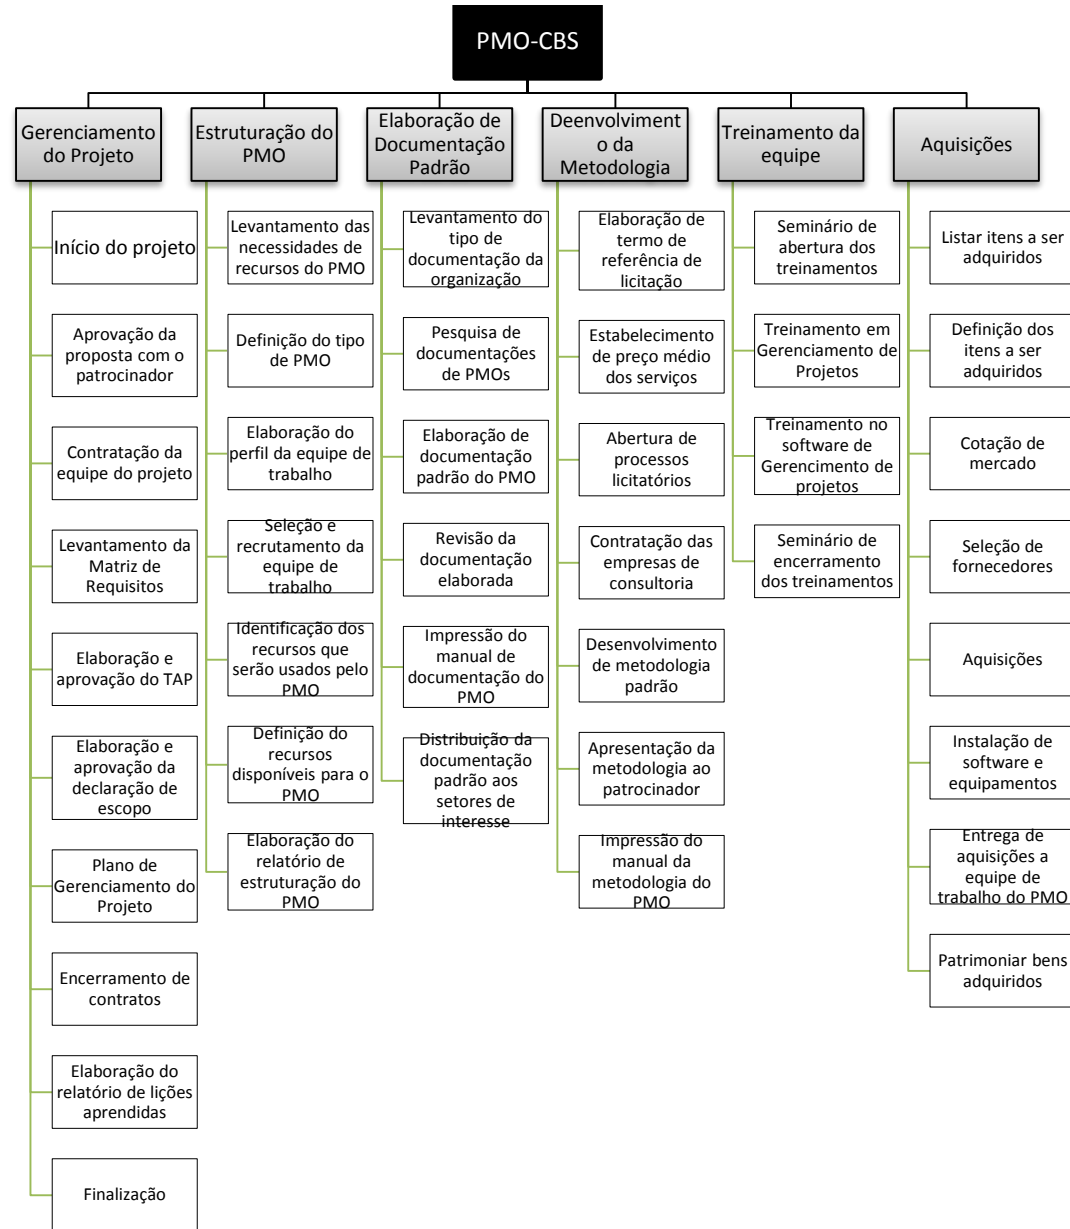 PMO-CBS
Gerenciamento
do Projeto
Início do projeto
Aprovação da
proposta com o
patrocinador
Contratação da
equipe do projeto
Levantamento da
Matriz de
Requisitos
Elaboração e
aprovação do TAP
Elaboração e
aprovação da
declaração de
escopo
Plano de
Gerenciamento do
Projeto
Encerramento de
contratos
Elaboração do
relatório de lições
aprendidas
Finalização
Estruturação do
PMO
Levantamento das
necessidades de
recursos do PMO
Definição do tipo
de PMO
Elaboração do
perfil da equipe de
trabalho
Seleção e
recrutamento da
equipe de
trabalho
Identificação dos
recursos que
serão usados pelo
PMO
Definição do
recursos
disponíveis para o
PMO
Elaboração do
relatório de
estruturação do
PMO
Elaboração de
Documentação
Padrão
Levantamento do
tipo de
documentação da
organização
Pesquisa de
documentações
de PMOs
Elaboração de
documentação
padrão do PMO
Revisão da
documentação
elaborada
Impressão do
manual de
documentação do
PMO
Distribuição da
documentação
padrão aos
setores de
interesse
Deenvolviment
o da
Metodologia
Elaboração de
termo de
referência de
licitação
Estabelecimento
de preço médio
dos serviços
Abertura de
processos
licitatórios
Contratação das
empresas de
consultoria
Desenvolvimento
de metodologia
padrão
Apresentação da
metodologia ao
patrocinador
Impressão do
manual da
metodologia do
PMO
Treinamento da
equipe
Seminário de
abertura dos
treinamentos
Treinamento em
Gerenciamento de
Projetos
Treinamento no
software de
Gerencimento de
projetos
Seminário de
encerramento
dos treinamentos
Aquisições
Listar itens a ser
adquiridos
Definição dos
itens a ser
adquiridos
Cotação de
mercado
Seleção de
fornecedores
Aquisições
Instalação de
software e
equipamentos
Entrega de
aquisições a
equipe de
trabalho do PMO
Patrimoniar bens
adquiridos